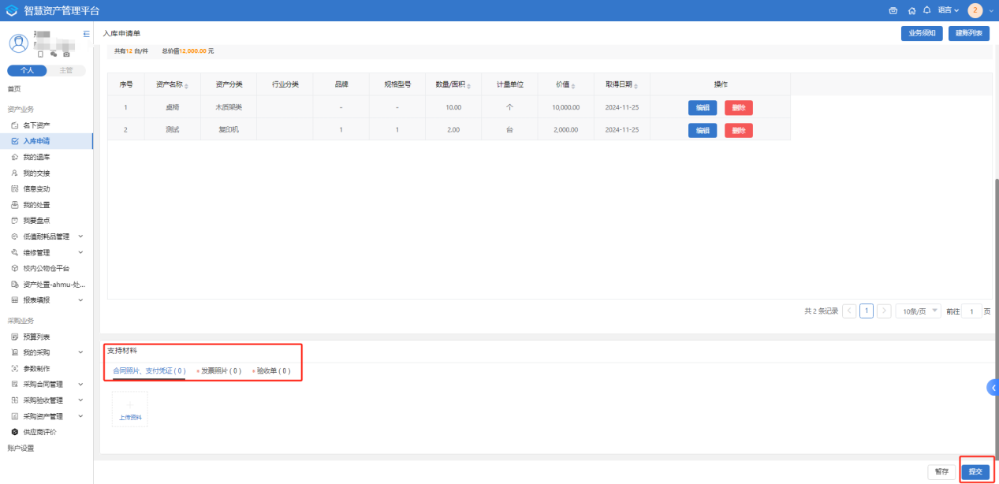 智慧资产管理平台
语言
2
个人
主管
首页
资产业务
名下资产
入库申请
我的退库
我的交接
信息变动
我的处置
我要盘点
低值耐耗品管理
维修管理
校内公物仓平台
资产处置-ahmu-处...
报表填报
采购业务
预算列表
我的采购
参数制作
采购合同管理
采购验收管理
采购资产管理
供应商评价
账户设置
入库申请单
业务须知
建账列表
共有12 台/件 总价值12,000.00 元
序号 资产名称 资产分类 行业分类 品牌 规格型号 数量/面积 计量单位 价值 取得日期 操作
1 桌椅 木质架类 - - 10.00 个 10,000.00 2024-11-25 编辑 删除
2 测试 复印机 1 1 2.00 台 2,000.00 2024-11-25 编辑 删除
共 2 条记录 < 1 > 10条/页 前往 1 页
支持材料
合同照片、支付凭证 ( 0 ) * 发票照片 ( 0 ) * 验收单 ( 0 )
+
上传资料
暂存 提交